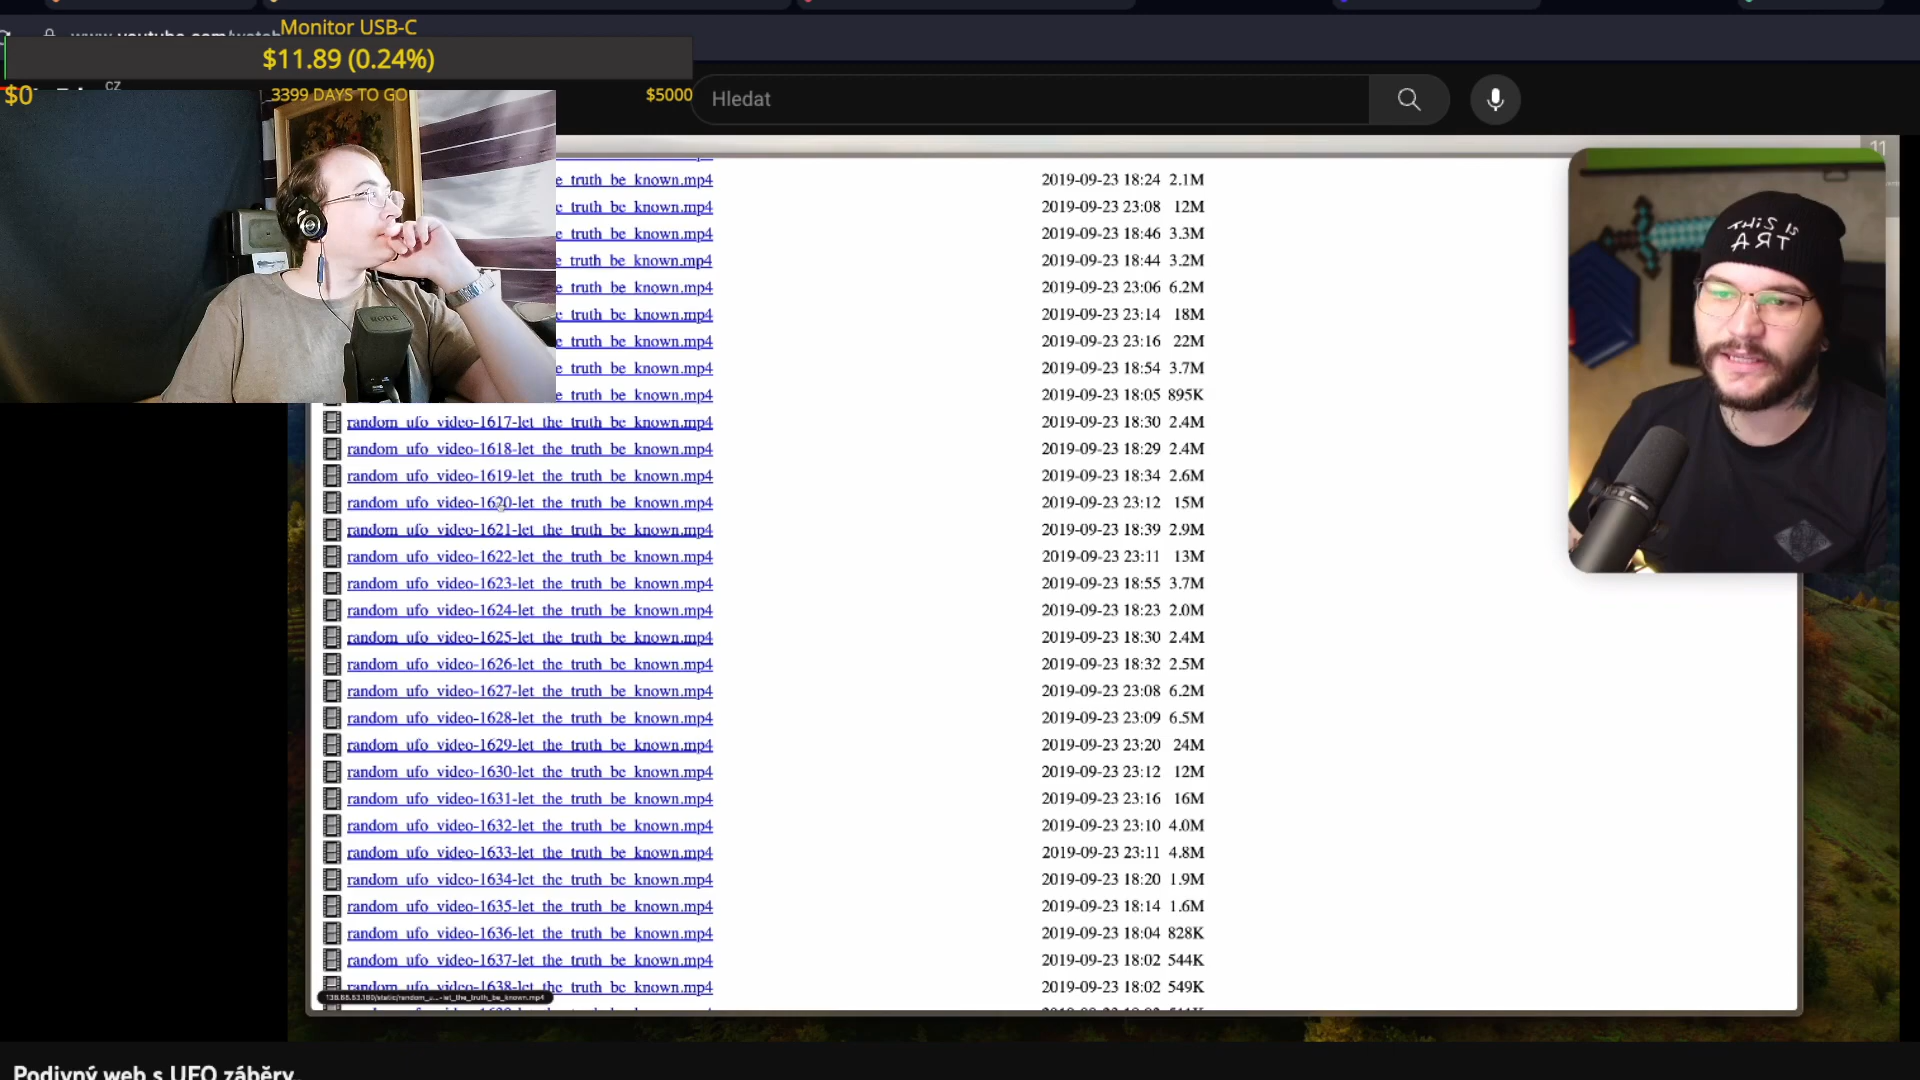 Monitor USB-C
$11.89 (0.24%)
CZ
$0
3399 DAYS TO GO
$5000
Hledat
11
THIS IS
ART
RODE
e_truth_be_known.mp4 2019-09-23 18:24 2.1M
e_truth_be_known.mp4 2019-09-23 23:08 12M
e_truth_be_known.mp4 2019-09-23 18:46 3.3M
e_truth_be_known.mp4 2019-09-23 18:44 3.2M
e_truth_be_known.mp4 2019-09-23 23:06 6.2M
e_truth_be_known.mp4 2019-09-23 23:14 18M
e_truth_be_known.mp4 2019-09-23 23:16 22M
e_truth_be_known.mp4 2019-09-23 18:54 3.7M
e_truth_be_known.mp4 2019-09-23 18:05 895K
random_ufo_video-1617-let_the_truth_be_known.mp4 2019-09-23 18:30 2.4M
random_ufo_video-1618-let_the_truth_be_known.mp4 2019-09-23 18:29 2.4M
random_ufo_video-1619-let_the_truth_be_known.mp4 2019-09-23 18:34 2.6M
random_ufo_video-1620-let_the_truth_be_known.mp4 2019-09-23 23:12 15M
random_ufo_video-1621-let_the_truth_be_known.mp4 2019-09-23 18:39 2.9M
random_ufo_video-1622-let_the_truth_be_known.mp4 2019-09-23 23:11 13M
random_ufo_video-1623-let_the_truth_be_known.mp4 2019-09-23 18:55 3.7M
random_ufo_video-1624-let_the_truth_be_known.mp4 2019-09-23 18:23 2.0M
random_ufo_video-1625-let_the_truth_be_known.mp4 2019-09-23 18:30 2.4M
random_ufo_video-1626-let_the_truth_be_known.mp4 2019-09-23 18:32 2.5M
random_ufo_video-1627-let_the_truth_be_known.mp4 2019-09-23 23:08 6.2M
random_ufo_video-1628-let_the_truth_be_known.mp4 2019-09-23 23:09 6.5M
random_ufo_video-1629-let_the_truth_be_known.mp4 2019-09-23 23:20 24M
random_ufo_video-1630-let_the_truth_be_known.mp4 2019-09-23 23:12 12M
random_ufo_video-1631-let_the_truth_be_known.mp4 2019-09-23 23:16 16M
random_ufo_video-1632-let_the_truth_be_known.mp4 2019-09-23 23:10 4.0M
random_ufo_video-1633-let_the_truth_be_known.mp4 2019-09-23 23:11 4.8M
random_ufo_video-1634-let_the_truth_be_known.mp4 2019-09-23 18:20 1.9M
random_ufo_video-1635-let_the_truth_be_known.mp4 2019-09-23 18:14 1.6M
random_ufo_video-1636-let_the_truth_be_known.mp4 2019-09-23 18:04 828K
random_ufo_video-1637-let_the_truth_be_known.mp4 2019-09-23 18:02 544K
random_ufo_video-1638-let_the_truth_be_known.mp4 2019-09-23 18:02 549K
Podivný web s UFO záběry..